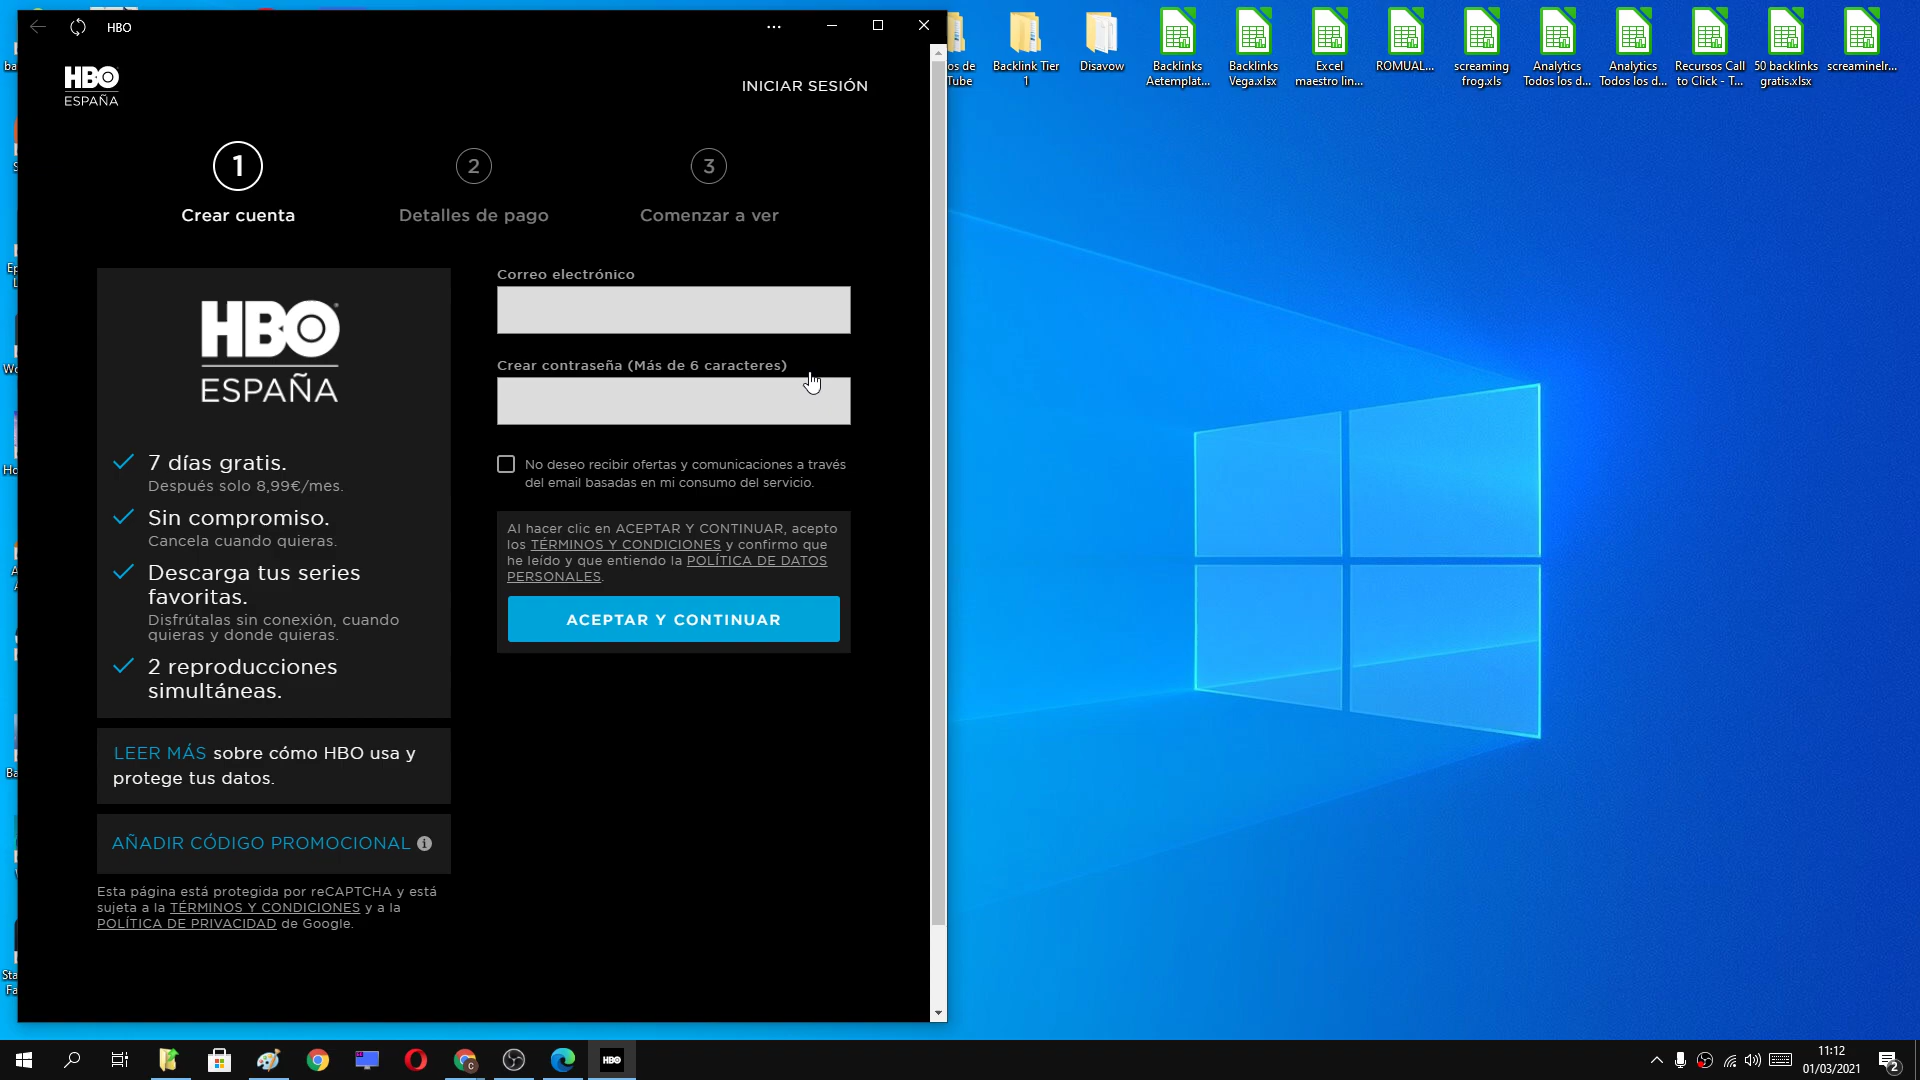 HBO
HBO
ESPAÑA
INICIAR SESIÓN
1
2
3
Crear cuenta
Detalles de pago
Comenzar a ver
HBO
ESPAÑA
7 días gratis.
Después solo 8,99€/mes.
Sin compromiso.
Cancela cuando quieras.
Descarga tus series
favoritas.
Disfrútalas sin conexión, cuando
quieras y donde quieras.
2 reproducciones
simultáneas.
LEER MÁS sobre cómo HBO usa y
protege tus datos.
AÑADIR CÓDIGO PROMOCIONAL
Esta página está protegida por reCAPTCHA y está
sujeta a la TÉRMINOS Y CONDICIONES y a la
POLÍTICA DE PRIVACIDAD de Google.
Correo electrónico
Crear contraseña (Más de 6 caracteres)
No deseo recibir ofertas y comunicaciones a través
del email basadas en mi consumo del servicio.
Al hacer clic en ACEPTAR Y CONTINUAR, acepto
los TÉRMINOS Y CONDICIONES y confirmo que
he leído y que entiendo la POLÍTICA DE DATOS
PERSONALES.
ACEPTAR Y CONTINUAR
os de
Tube
Backlink Tier
1
Disavow
Backlinks
Aetemplat...
Backlinks
Vega.xlsx
Excel
maestro lin...
ROMUAL...
screaming
frog.xls
Analytics
Todos los d...
Analytics
Todos los d...
Recursos Call
to Click - T...
50 backlinks
gratis.xlsx
screaminelr...
HBO
11:12
01/03/2021
2